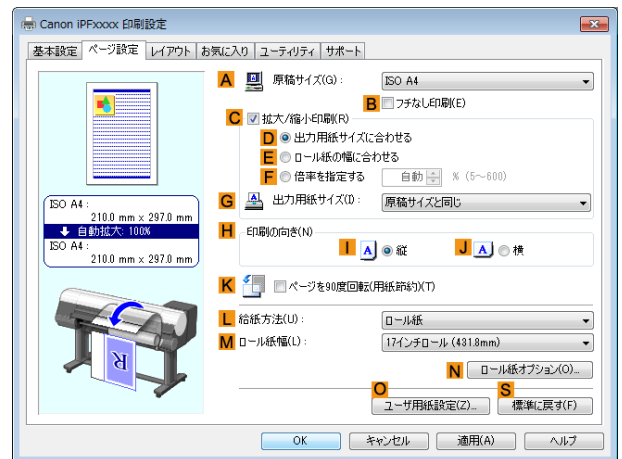 Canon iPFxxxx 印刷設定
基本設定 ページ設定 レイアウト お気に入り ユーティリティ サポート
A 原稿サイズ(G) : ISO A4
B フチなし印刷(E)
C 拡大/縮小印刷(R)
D 出力用紙サイズに合わせる
E ロール紙の幅に合わせる
F 倍率を指定する 自動 % (5～600)
G 出力用紙サイズ(I) : 原稿サイズと同じ
ISO A4 :
210.0 mm x 297.0 mm
自動拡大: 100%
ISO A4 :
210.0 mm x 297.0 mm
H 印刷の向き(N)
I A 縦 J A 横
K ページを90度回転(用紙節約)(T)
L 給紙方法(U) : ロール紙
M ロール紙幅(L) : 17インチロール (431.8mm)
R
N ロール紙オプション(O)...
O S
ユーザ用紙設定(Z)... 標準に戻す(F)
OK キャンセル 適用(A) ヘルプ